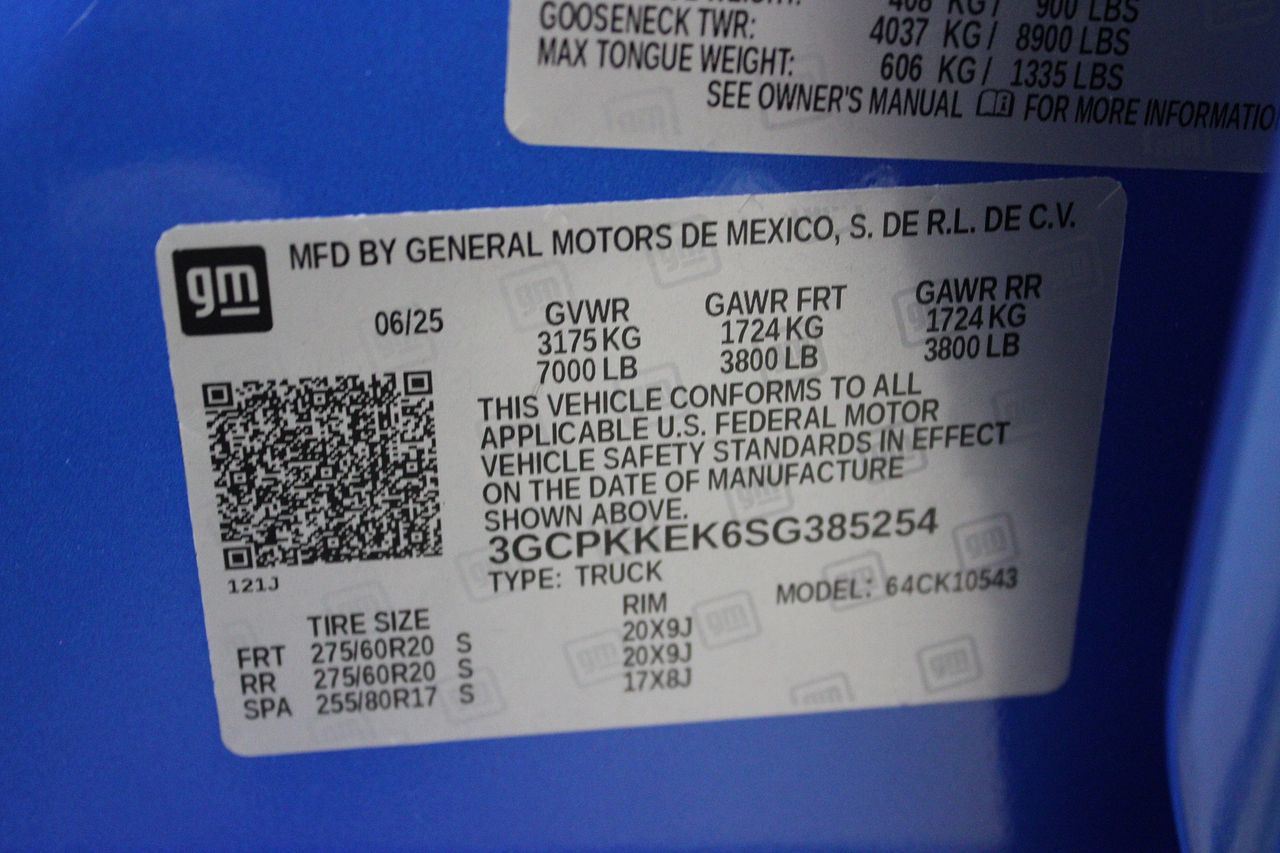 408 KG / 900 LBS
GOOSENECK TWR: 4037 KG / 8900 LBS
MAX TONGUE WEIGHT: 606 KG / 1335 LBS
SEE OWNER'S MANUAL FOR MORE INFORMATIO
gm
MFD BY GENERAL MOTORS DE MEXICO, S. DE R.L. DE C.V.
06/25 GVWR GAWR FRT GAWR RR
3175 KG 1724 KG 1724 KG
7000 LB 3800 LB 3800 LB
THIS VEHICLE CONFORMS TO ALL
APPLICABLE U.S. FEDERAL MOTOR
VEHICLE SAFETY STANDARDS IN EFFECT
ON THE DATE OF MANUFACTURE
SHOWN ABOVE.
3GCPKKEK6SG385254
121J
TYPE: TRUCK MODEL: 64CK10543
TIRE SIZE RIM
FRT 275/60R20 S 20X9J
RR 275/60R20 S 20X9J
SPA 255/80R17 S 17X8J